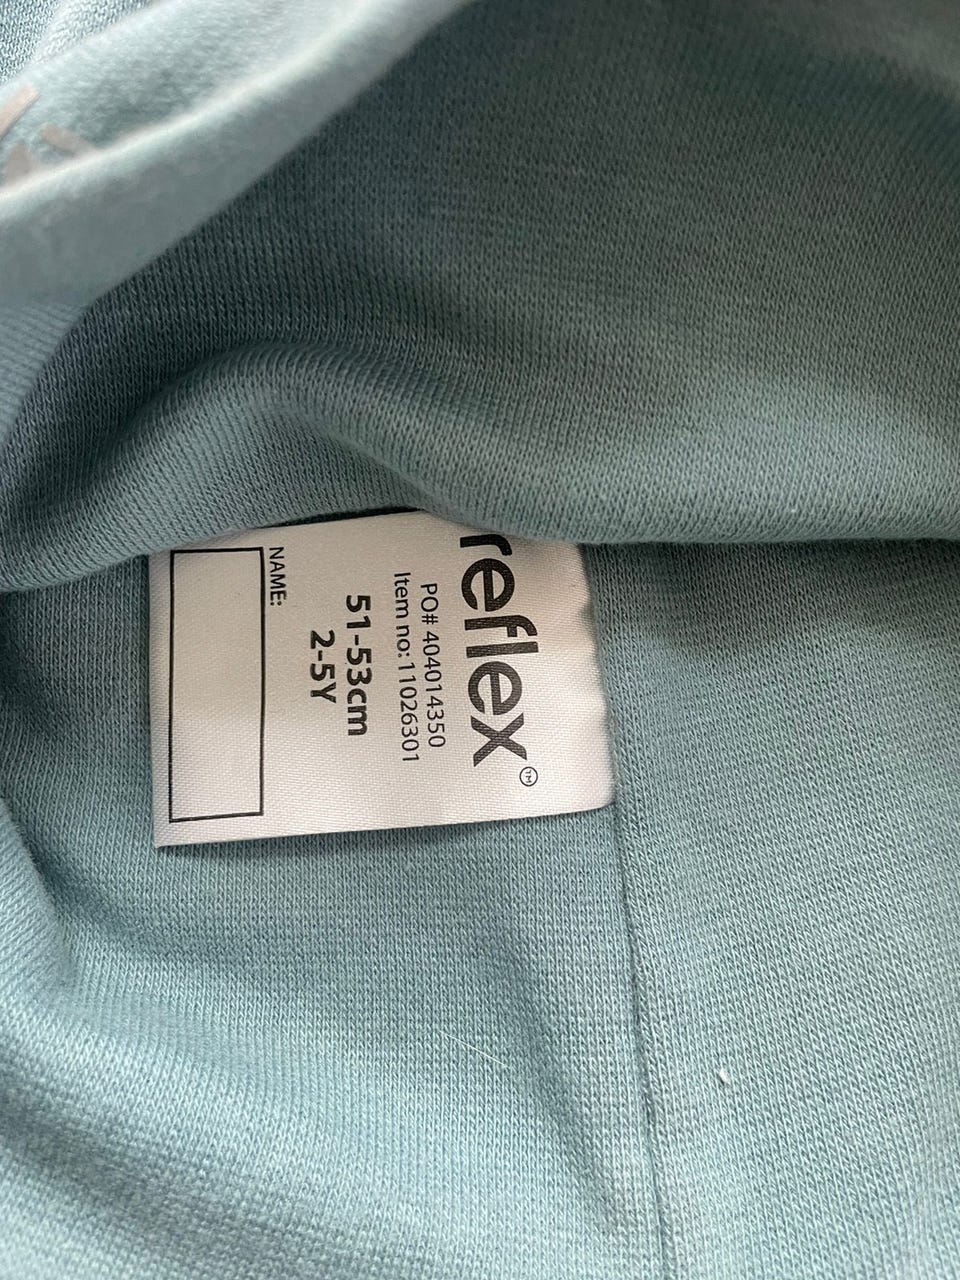 reflex™
PO# 404014350
Item no: 11026301
51-53cm
2-5Y
NAME: